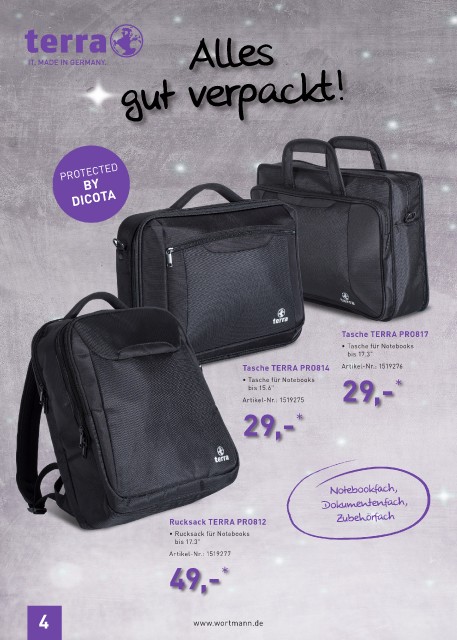 terra
IT. MADE IN GERMANY.
Alles
gut verpackt!
PROTECTED
BY
DICOTA
terra
terra
terra
Tasche TERRA PRO817
• Tasche für Notebooks
bis 17.3"
Artikel-Nr.: 1519276
29,-*
Tasche TERRA PRO814
• Tasche für Notebooks
bis 15.6"
Artikel-Nr.: 1519275
29,-*
Notebookfach,
Dokumentenfach,
Zubehörfach
Rucksack TERRA PRO812
• Rucksack für Notebooks
bis 17.3"
Artikel-Nr.: 1519277
49,-*
4
www.wortmann.de